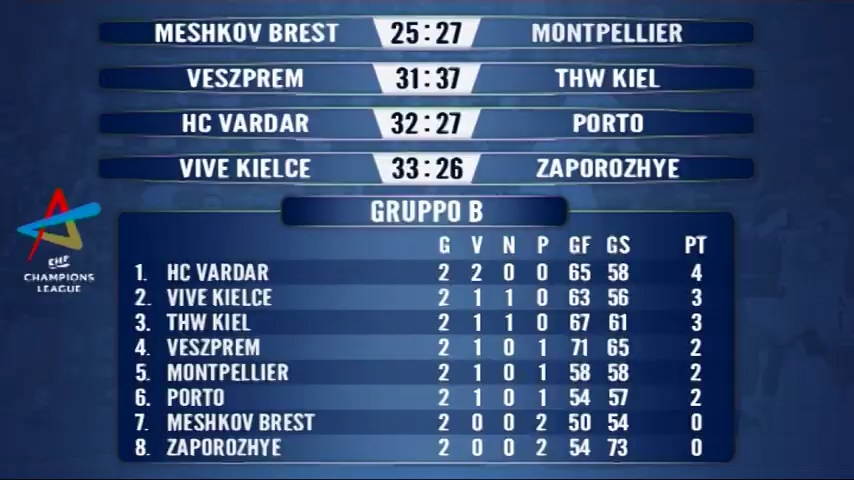 MESHKOV BREST 25:27 MONTPELLIER
VESZPREM 31:37 THW KIEL
HC VARDAR 32:27 PORTO
VIVE KIELCE 33:26 ZAPOROZHYE
EHF
CHAMPIONS
LEAGUE
GRUPPO B
G V N P GF GS PT
1. HC VARDAR 2 2 0 0 65 58 4
2. VIVE KIELCE 2 1 1 0 63 56 3
3. THW KIEL 2 1 1 0 67 61 3
4. VESZPREM 2 1 0 1 71 65 2
5. MONTPELLIER 2 1 0 1 58 58 2
6. PORTO 2 1 0 1 54 57 2
7. MESHKOV BREST 2 0 0 2 50 54 0
8. ZAPOROZHYE 2 0 0 2 54 73 0